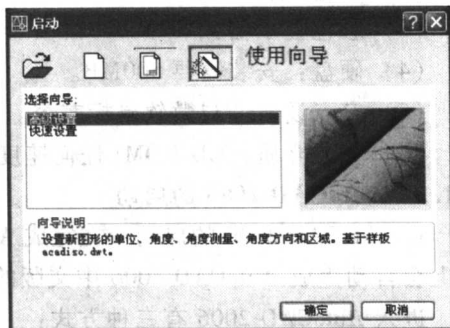 启动
使用向导
选择向导:
高级设置
快速设置
向导说明
设置新图形的单位、角度、角度测量、角度方向和区域。基于样板
acadiso.dwt。
确定
取消